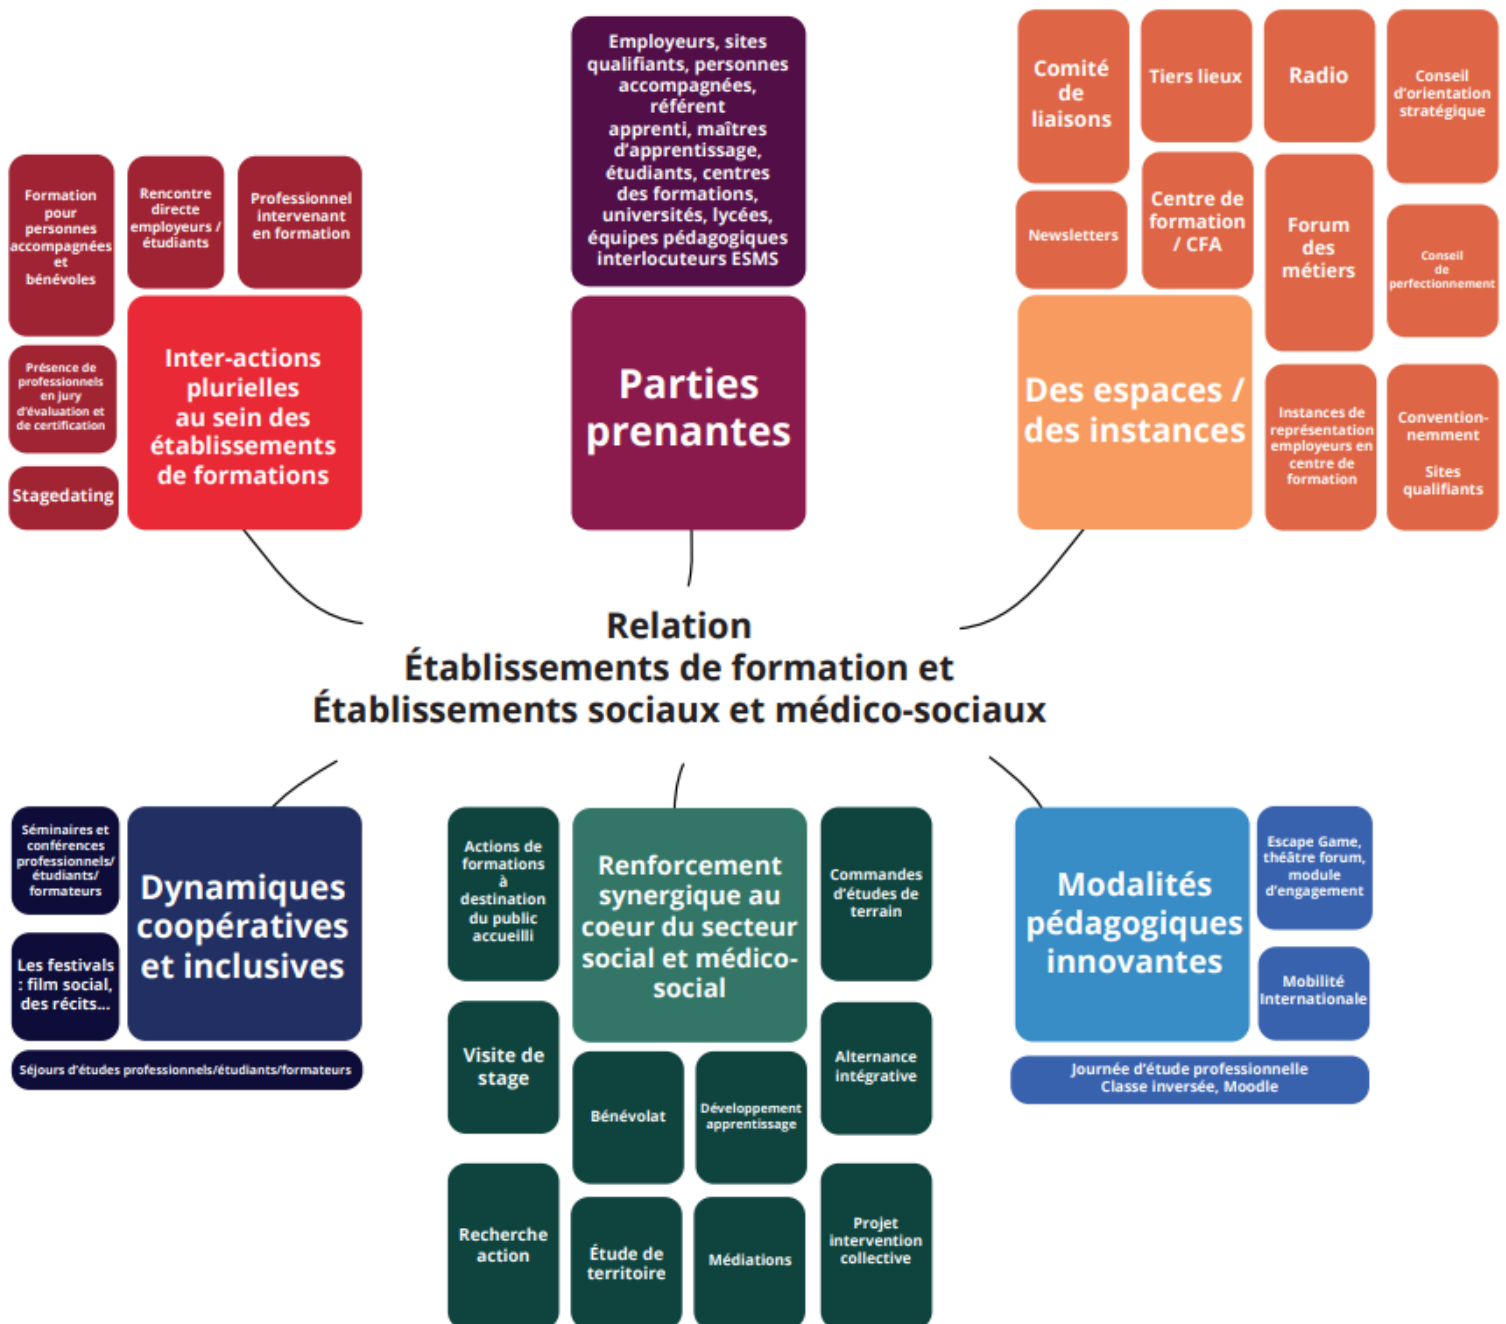 Formation
pour
personnes
accompagnées
et
bénévoles
Rencontre
directe
employeurs /
étudiants
Professionnel
intervenant
en formation
Présence de
professionnels
en jury
d'évaluation et
de certification
Stagedating
Inter-actions
plurielles
au sein des
établissements
de formations
Employeurs, sites
qualifiants, personnes
accompagnées,
référent
apprenti, maîtres
d'apprentissage,
étudiants, centres
des formations,
universités, lycées,
équipes pédagogiques
interlocuteurs ESMS
Parties
prenantes
Comité
de
liaisons
Tiers lieux
Radio
Conseil
d'orientation
stratégique
Newsletters
Centre de
formation
/ CFA
Forum
des
métiers
Conseil
de
perfectionnement
Des espaces /
des instances
Instances de
représentation
employeurs en
centre de
formation
Convention-
nemment
Sites
qualifiants
Relation
Établissements de formation et
Établissements sociaux et médico-sociaux
Séminaires et
conférences
professionnels/
étudiants/
formateurs
Les festivals
: film social,
des récits...
Dynamiques
coopératives
et inclusives
Séjours d'études professionnels/étudiants/formateurs
Actions de
formations
à
destination
du public
accueilli
Renforcement
synergique au
coeur du secteur
social et médico-
social
Commandes
d'études de
terrain
Visite de
stage
Bénévolat
Développement
apprentissage
Alternance
intégrative
Recherche
action
Étude de
territoire
Médiations
Projet
intervention
collective
Modalités
pédagogiques
innovantes
Escape Game,
théâtre forum,
module
d'engagement
Mobilité
Internationale
Journée d'étude professionnelle
Classe inversée, Moodle